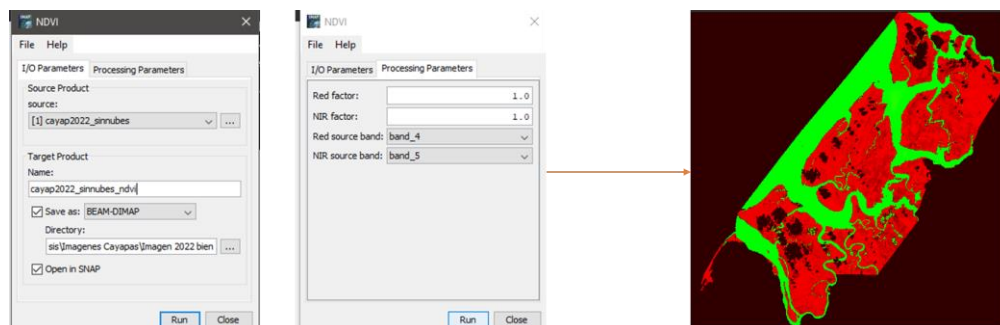 NDVI
File Help
I/O Parameters Processing Parameters
Source Product
source:
[1] cayap2022_sinnubes ...
Target Product
Name:
cayap2022_sinnubes_ndvi
Save as: BEAM-DIMAP
Directory:
sis\Imagenes Cayapas\Imagen 2022 bien ...
Open in SNAP
Run Close
NDVI
File Help
I/O Parameters Processing Parameters
Red factor: 1.0
NIR factor: 1.0
Red source band: band_4
NIR source band: band_5
Run Close